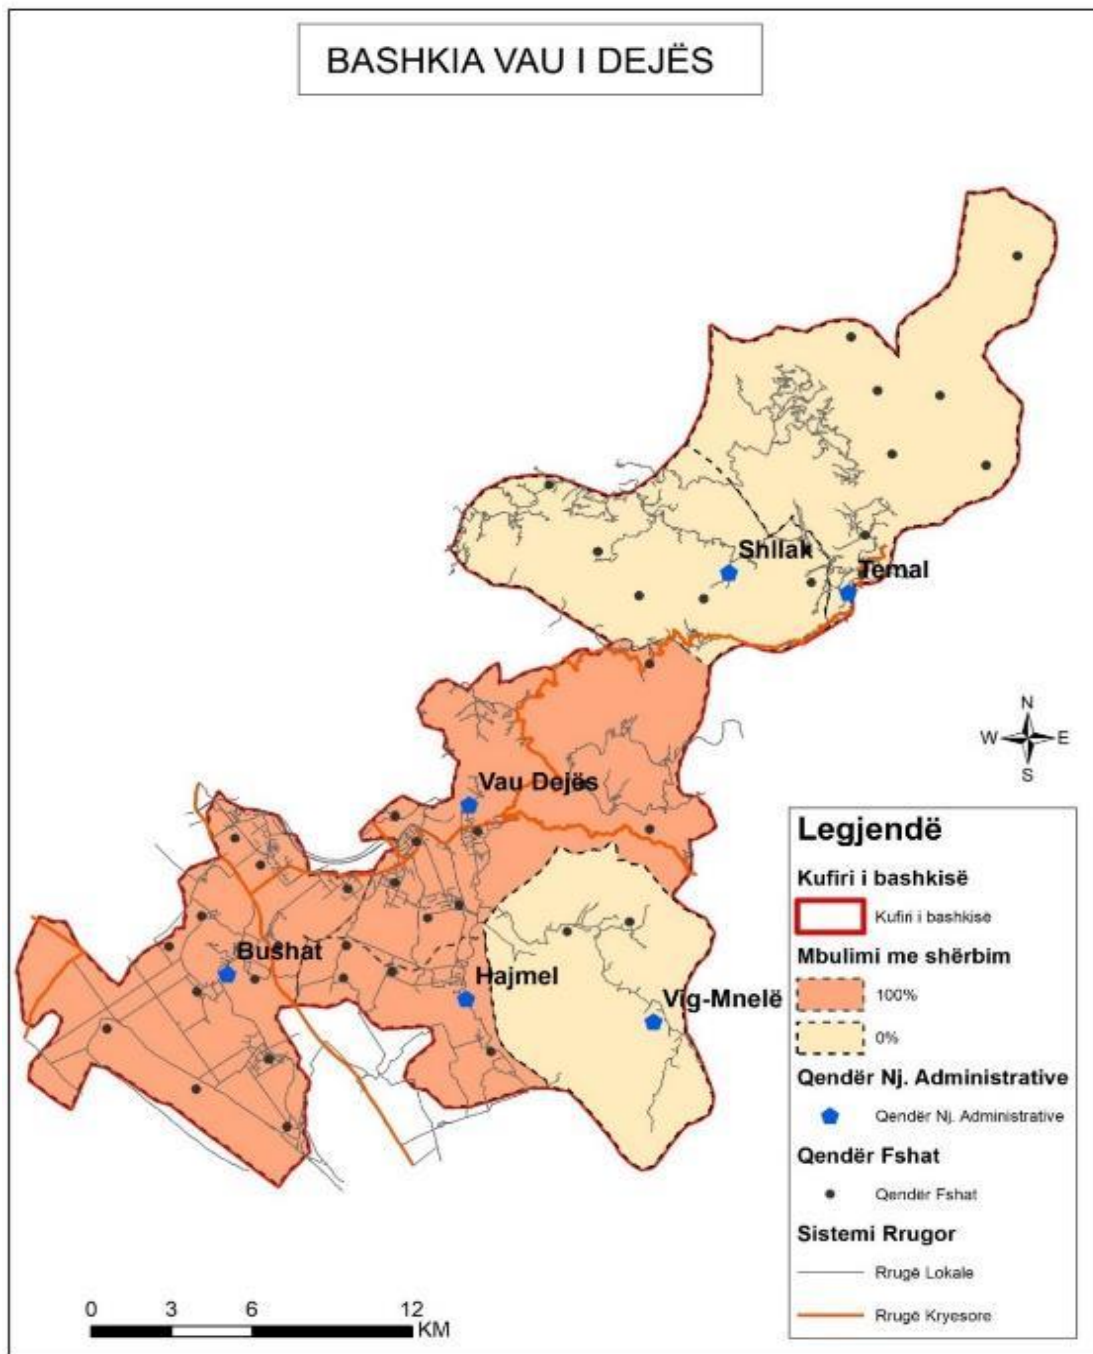 BASHKIA VAU I DEJËS
Shllak
Temal
N
W E
S
Vau Dejës
Bushat
Hajmel
Vig-Mnelë
Legjendë
Kufiri i bashkisë
Kufiri i bashkisë
Mbulimi me shërbim
100%
0%
Qendër Nj. Administrative
Qendër Nj. Administrative
Qendër Fshat
Qendër Fshat
Sistemi Rrugor
Rrugë Lokale
Rrugë Kryesore
0 3 6 12
KM